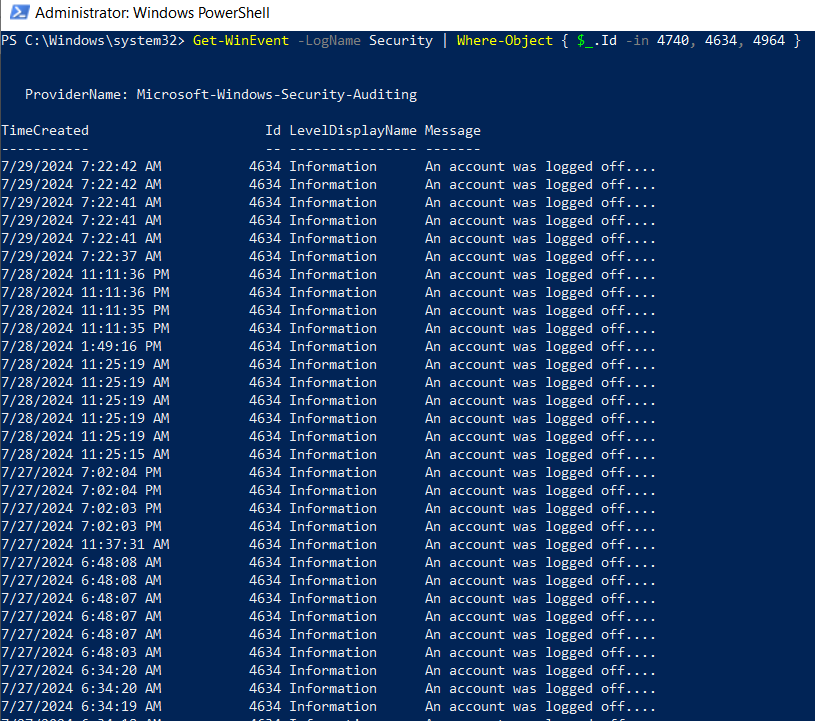 Administrator: Windows PowerShell
PS C:\Windows\system32> Get-WinEvent -LogName Security | Where-Object { $_.Id -in 4740, 4634, 4964 }
ProviderName: Microsoft-Windows-Security-Auditing
TimeCreated Id LevelDisplayName Message
----------- -- ---------------- -------
7/29/2024 7:22:42 AM 4634 Information An account was logged off....
7/29/2024 7:22:42 AM 4634 Information An account was logged off....
7/29/2024 7:22:41 AM 4634 Information An account was logged off....
7/29/2024 7:22:41 AM 4634 Information An account was logged off....
7/29/2024 7:22:41 AM 4634 Information An account was logged off....
7/29/2024 7:22:37 AM 4634 Information An account was logged off....
7/28/2024 11:11:36 PM 4634 Information An account was logged off....
7/28/2024 11:11:36 PM 4634 Information An account was logged off....
7/28/2024 11:11:35 PM 4634 Information An account was logged off....
7/28/2024 11:11:35 PM 4634 Information An account was logged off....
7/28/2024 1:49:16 PM 4634 Information An account was logged off....
7/28/2024 11:25:19 AM 4634 Information An account was logged off....
7/28/2024 11:25:19 AM 4634 Information An account was logged off....
7/28/2024 11:25:19 AM 4634 Information An account was logged off....
7/28/2024 11:25:19 AM 4634 Information An account was logged off....
7/28/2024 11:25:19 AM 4634 Information An account was logged off....
7/28/2024 11:25:15 AM 4634 Information An account was logged off....
7/27/2024 7:02:04 PM 4634 Information An account was logged off....
7/27/2024 7:02:04 PM 4634 Information An account was logged off....
7/27/2024 7:02:03 PM 4634 Information An account was logged off....
7/27/2024 7:02:03 PM 4634 Information An account was logged off....
7/27/2024 11:37:31 AM 4634 Information An account was logged off....
7/27/2024 6:48:08 AM 4634 Information An account was logged off....
7/27/2024 6:48:08 AM 4634 Information An account was logged off....
7/27/2024 6:48:07 AM 4634 Information An account was logged off....
7/27/2024 6:48:07 AM 4634 Information An account was logged off....
7/27/2024 6:48:07 AM 4634 Information An account was logged off....
7/27/2024 6:48:03 AM 4634 Information An account was logged off....
7/27/2024 6:34:20 AM 4634 Information An account was logged off....
7/27/2024 6:34:20 AM 4634 Information An account was logged off....
7/27/2024 6:34:19 AM 4634 Information An account was logged off....